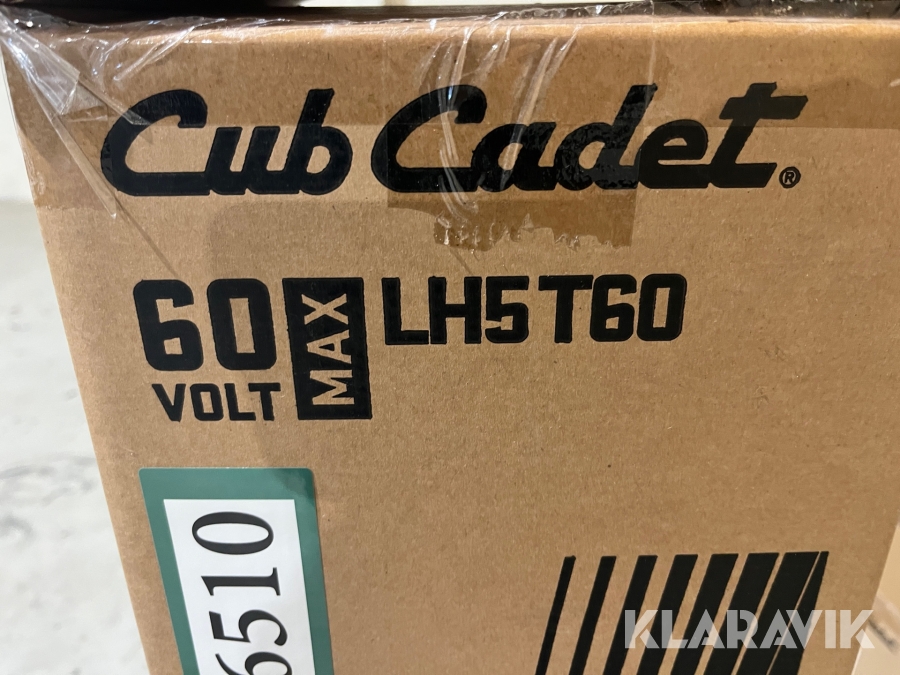 Cub Cadet®
60 VOLT MAX LH5T60
6510
KLARAVIK